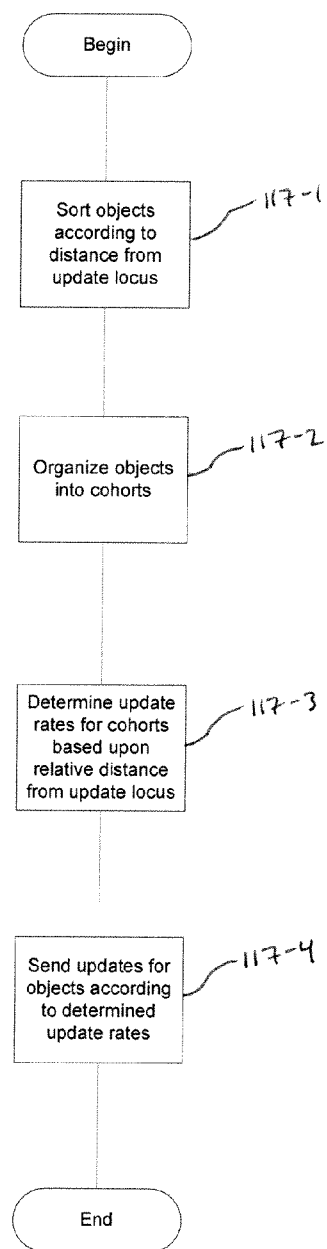 Begin
Sort objects
according to
distance from
update locus
117-1
Organize objects
into cohorts
117-2
Determine update
rates for cohorts
based upon
relative distance
from update locus
117-3
Send updates for
objects according
to determined
update rates
117-4
End